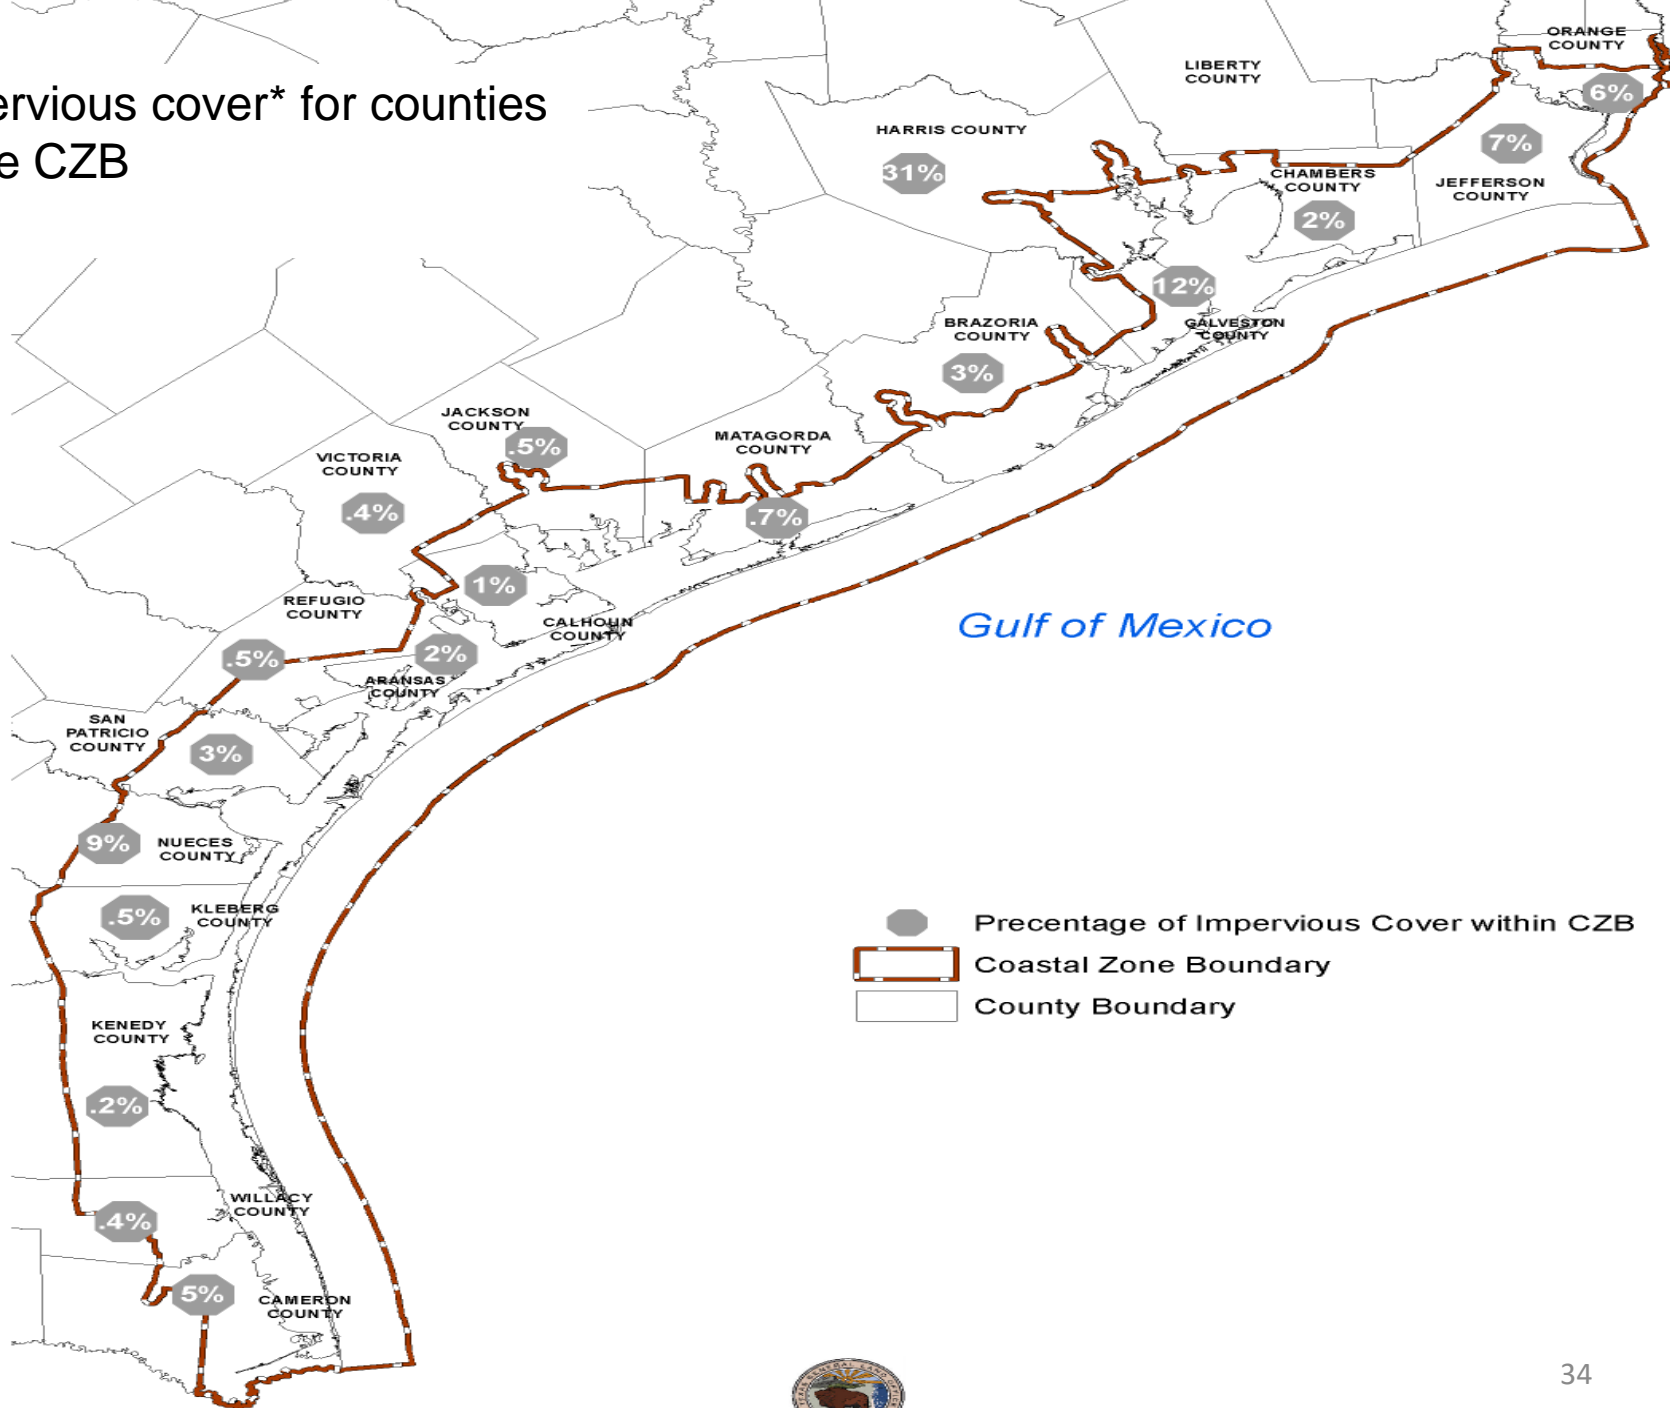 ervious cover* for counties
e CZB
ORANGE
COUNTY
6%
LIBERTY
COUNTY
HARRIS COUNTY
31%
7%
JEFFERSON
COUNTY
CHAMBERS
COUNTY
2%
12%
GALVESTON
COUNTY
BRAZORIA
COUNTY
3%
JACKSON
COUNTY
.5%
MATAGORDA
COUNTY
.7%
VICTORIA
COUNTY
.4%
1%
CALHOUN
COUNTY
REFUGIO
COUNTY
.5%
2%
ARANSAS
COUNTY
Gulf of Mexico
SAN
PATRICIO
COUNTY
3%
9%
NUECES
COUNTY
.5%
KLEBERG
COUNTY
Precentage of Impervious Cover within CZB
Coastal Zone Boundary
County Boundary
KENEDY
COUNTY
.2%
WILLACY
COUNTY
.4%
5%
CAMERON
COUNTY
34